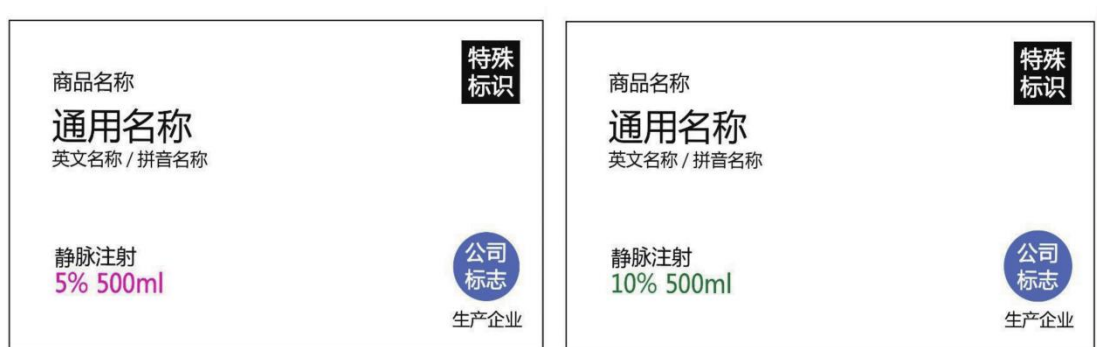 特殊
标识
商品名称
通用名称
英文名称 / 拼音名称
静脉注射
5% 500ml
公司
标志
生产企业
特殊
标识
商品名称
通用名称
英文名称 / 拼音名称
静脉注射
10% 500ml
公司
标志
生产企业